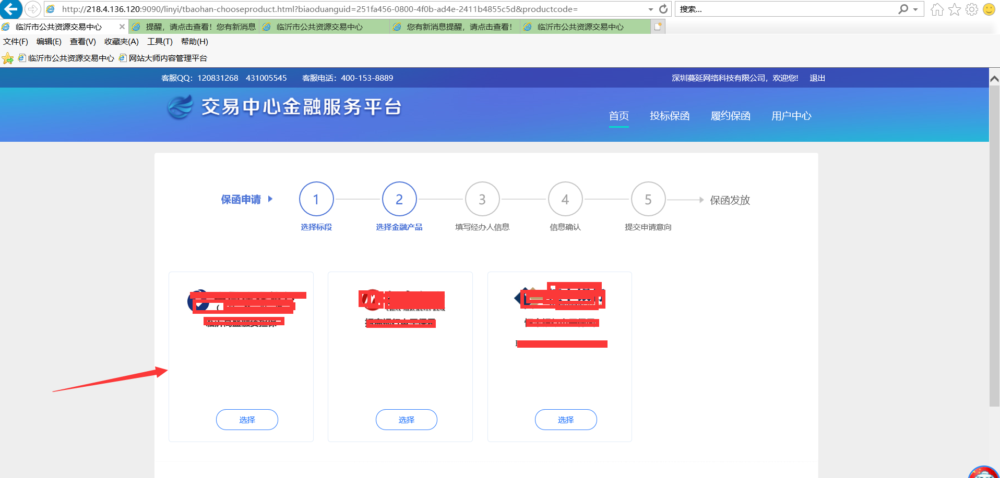 http://218.4.136.120:9090/linyi/tbaohan-chooseproduct.html?biaoduanguid=251fa456-0800-4f0b-ad4e-2411b4855c5d&productcode=
搜索...
临沂市公共资源交易中心
提醒，请点击查看！您有新消息
临沂市公共资源交易中心
您有新消息提醒，请点击查看！
临沂市公共资源交易中心
文件(F) 编辑(E) 查看(V) 收藏夹(A) 工具(T) 帮助(H)
临沂市公共资源交易中心 网站大师内容管理平台
客服QQ：120831268 431005545 客服电话：400-153-8889
深圳蔓延网络科技有限公司，欢迎您！ 退出
交易中心金融服务平台
首页 投标保函 履约保函 用户中心
保函申请
1 2 3 4 5
保函发放
选择标段 选择金融产品 填写经办人信息 信息确认 提交申请意向
选择 选择 选择